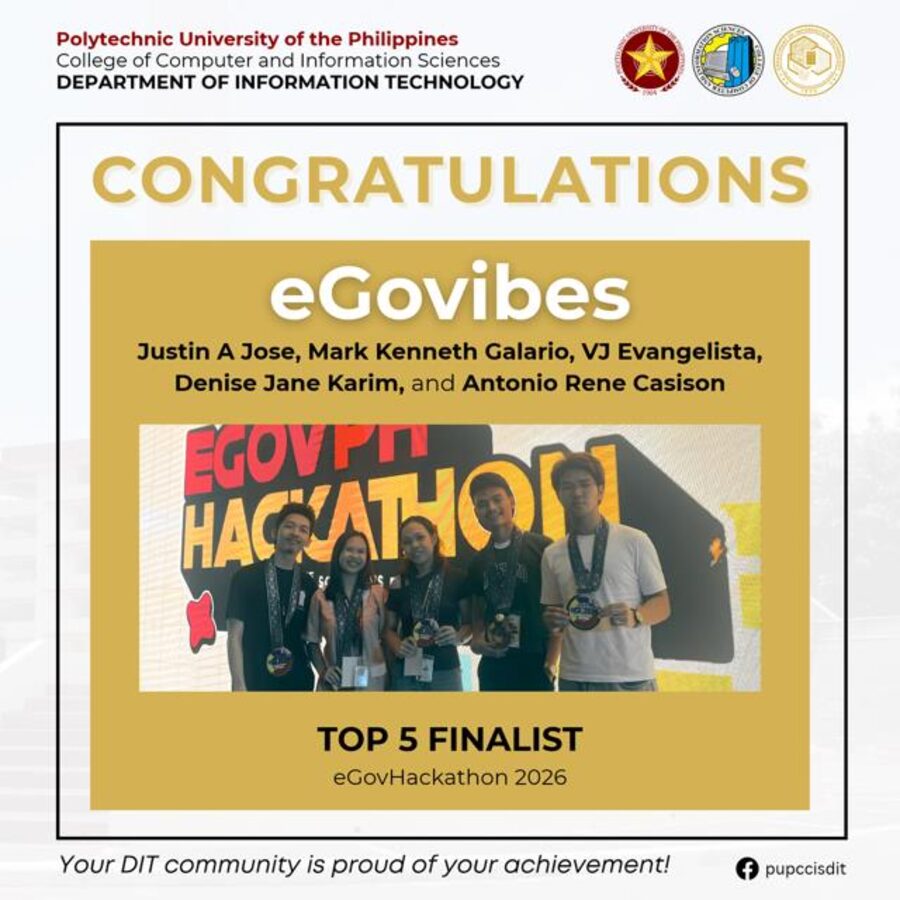 Polytechnic University of the Philippines
College of Computer and Information Sciences
DEPARTMENT OF INFORMATION TECHNOLOGY
1904
CONGRATULATIONS
eGovibes
Justin A Jose, Mark Kenneth Galario, VJ Evangelista,
Denise Jane Karim, and Antonio Rene Casison
EGOVPH
HACKATHON
TOP 5 FINALIST
eGovHackathon 2026
Your DIT community is proud of your achievement!
pupccisdit